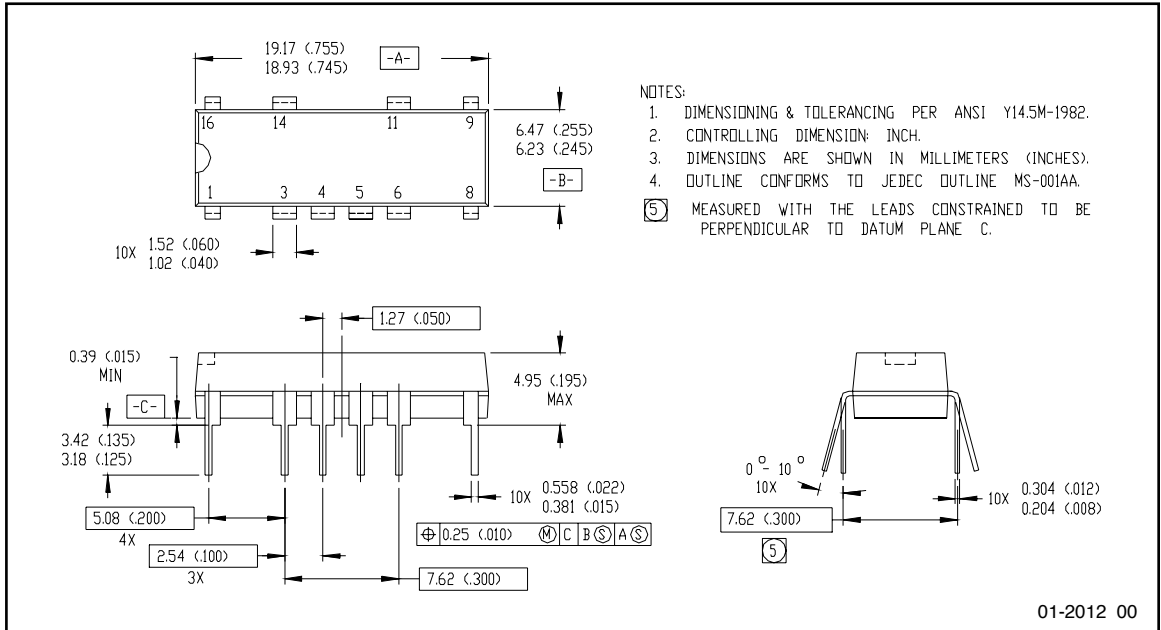 19.17 (.755)
18.93 (.745)
-A-
16 14 11 9
1 3 4 5 6 8
6.47 (.255)
6.23 (.245)
-B-
10X 1.52 (.060)
1.02 (.040)
NOTES:
1. DIMENSIONING & TOLERANCING PER ANSI Y14.5M-1982.
2. CONTROLLING DIMENSION: INCH.
3. DIMENSIONS ARE SHOWN IN MILLIMETERS (INCHES).
4. OUTLINE CONFORMS TO JEDEC OUTLINE MS-001AA.
5 MEASURED WITH THE LEADS CONSTRAINED TO BE
PERPENDICULAR TO DATUM PLANE C.
1.27 (.050)
0.39 (.015)
MIN
-C-
3.42 (.135)
3.18 (.125)
4.95 (.195)
MAX
5.08 (.200)
4X
2.54 (.100)
3X
7.62 (.300)
10X 0.558 (.022)
0.381 (.015)
⌖ 0.25 (.010) Ⓜ C B Ⓢ A Ⓢ
0° - 10°
10X
7.62 (.300)
5
10X 0.304 (.012)
0.204 (.008)
01-2012 00